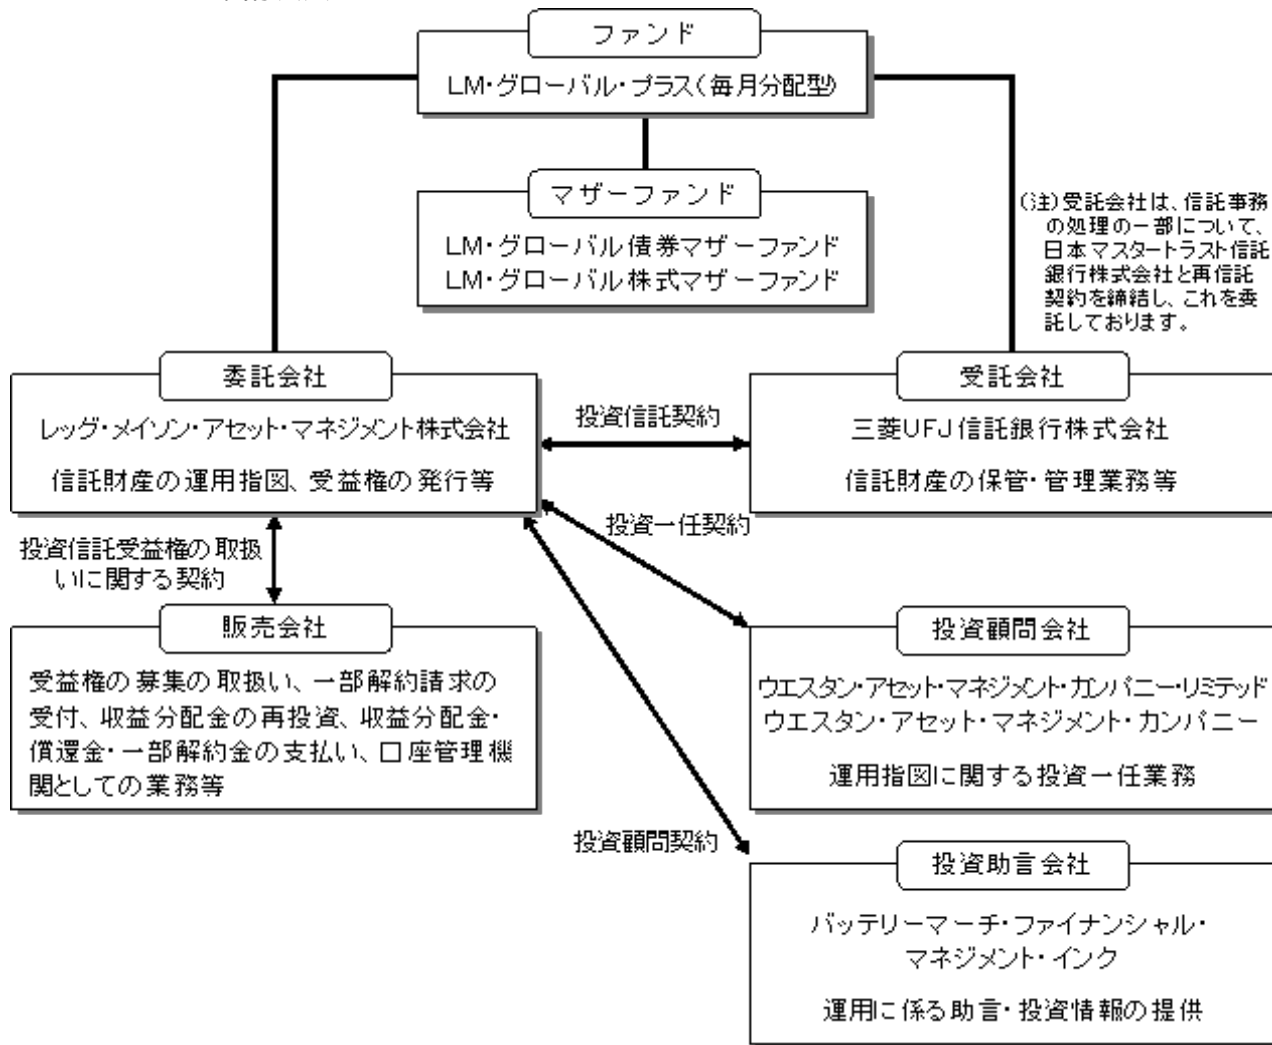 ファンド
LM・グローバル・プラス(毎月分配型)
マザーファンド
LM・グローバル債券マザーファンド
LM・グローバル株式マザーファンド
(注)受託会社は、信託事務
の処理の一部について、
日本マスタートラスト信託
銀行株式会社と再信託
契約を締結し、これを委
託しております。
委託会社
レッグ・メイソン・アセット・マネジメント株式会社
信託財産の運用指図、受益権の発行等
投資信託契約
受託会社
三菱UFJ信託銀行株式会社
信託財産の保管・管理業務等
投資一任契約
投資信託受益権の取扱
いに関する契約
販売会社
受益権の募集の取扱い、一部解約請求の
受付、収益分配金の再投資、収益分配金・
償還金・一部解約金の支払い、口座管理機
関としての業務等
投資顧問会社
ウエスタン・アセット・マネジメント・カンパニー・リミテッド
ウエスタン・アセット・マネジメント・カンパニー
運用指図に関する投資一任業務
投資顧問契約
投資助言会社
バッテリーマーチ・ファイナンシャル・
マネジメント・インク
運用に係る助言・投資情報の提供